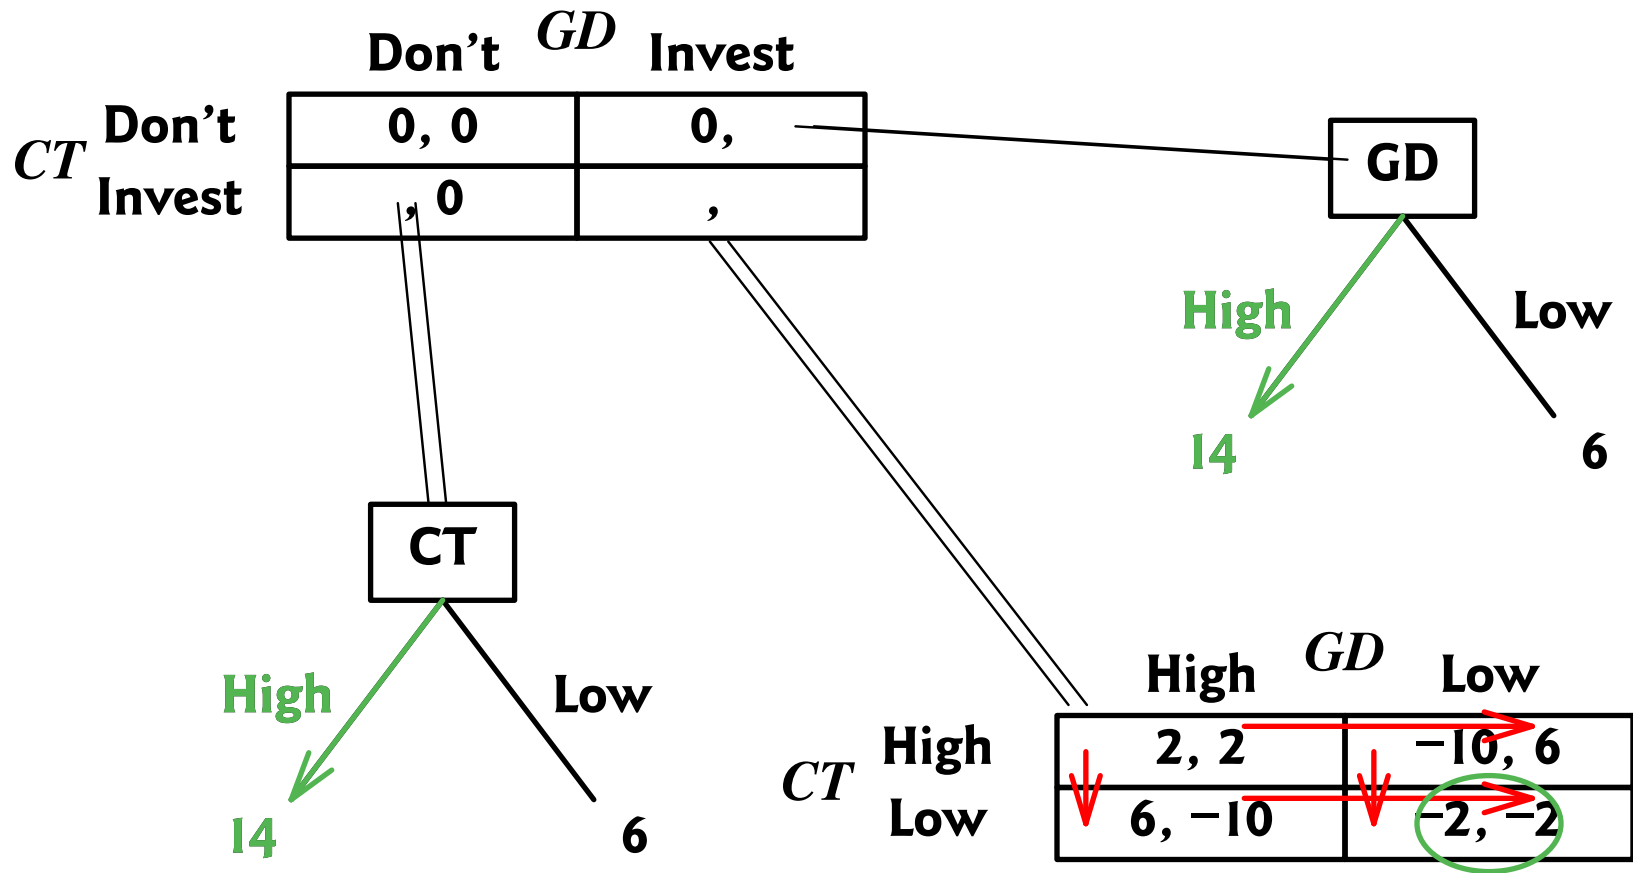 GD
Don't Invest
Don't 0, 0 0,
CT
Invest , 0 ,
GD
High Low
14 6
CT
High Low
14 6
GD
High Low
High 2, 2 −10, 6
CT
Low 6, −10 −2, −2